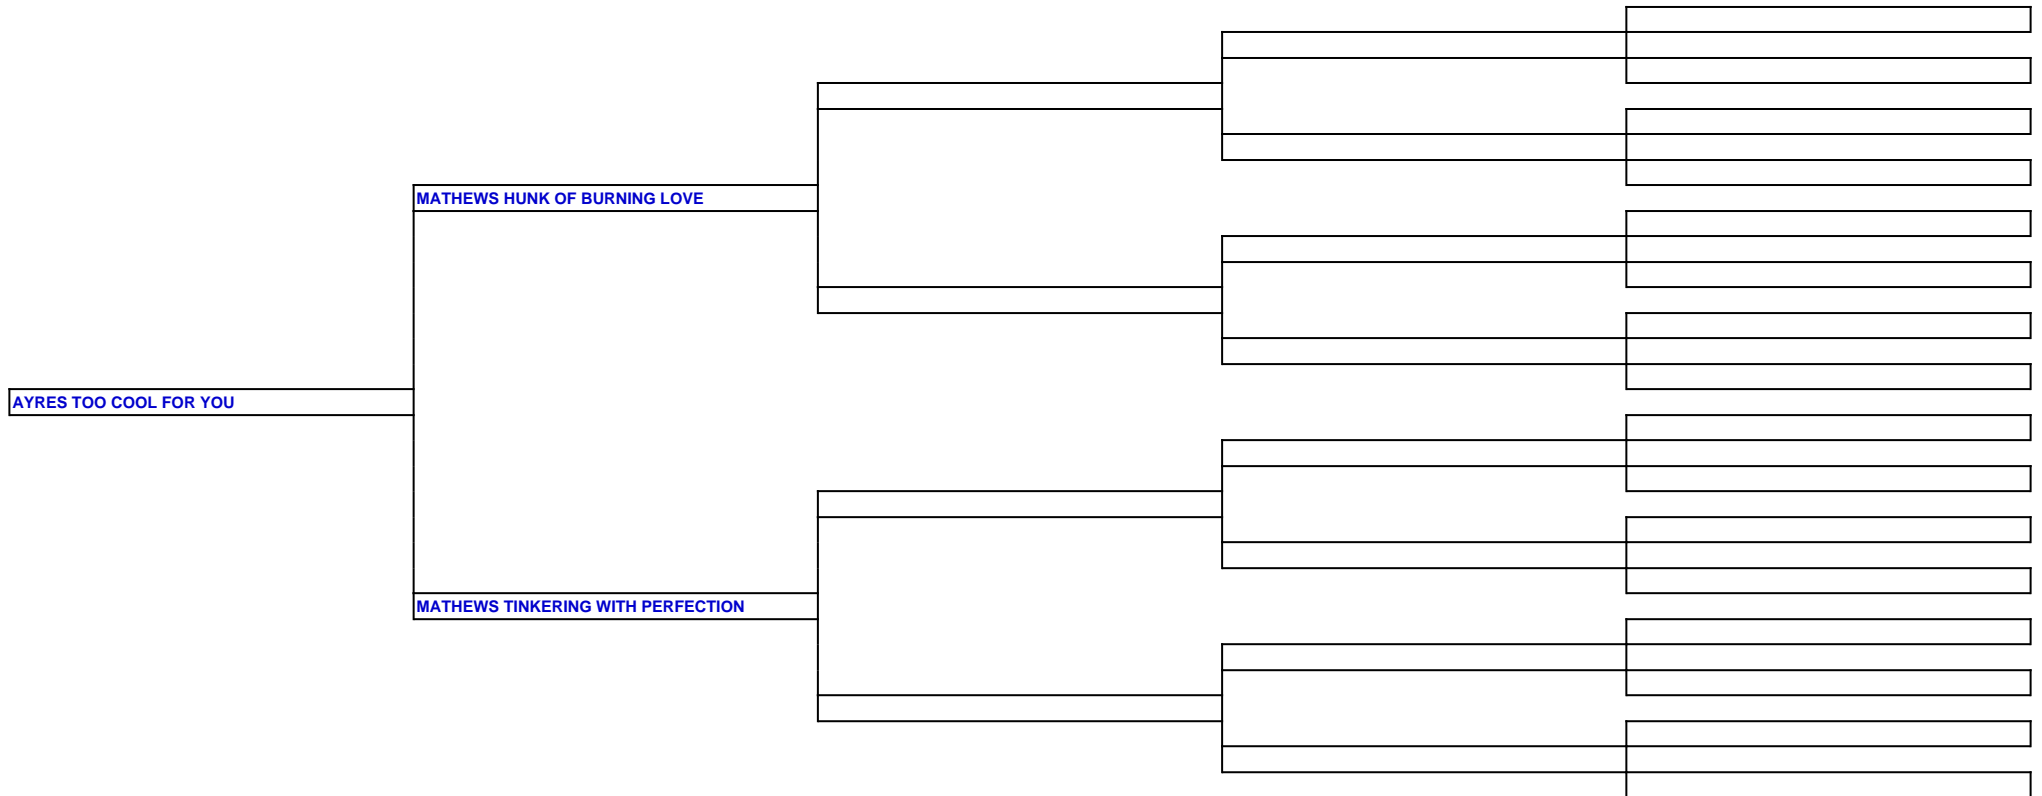 MATHEWS HUNK OF BURNING LOVE
AYRES TOO COOL FOR YOU
MATHEWS TINKERING WITH PERFECTION